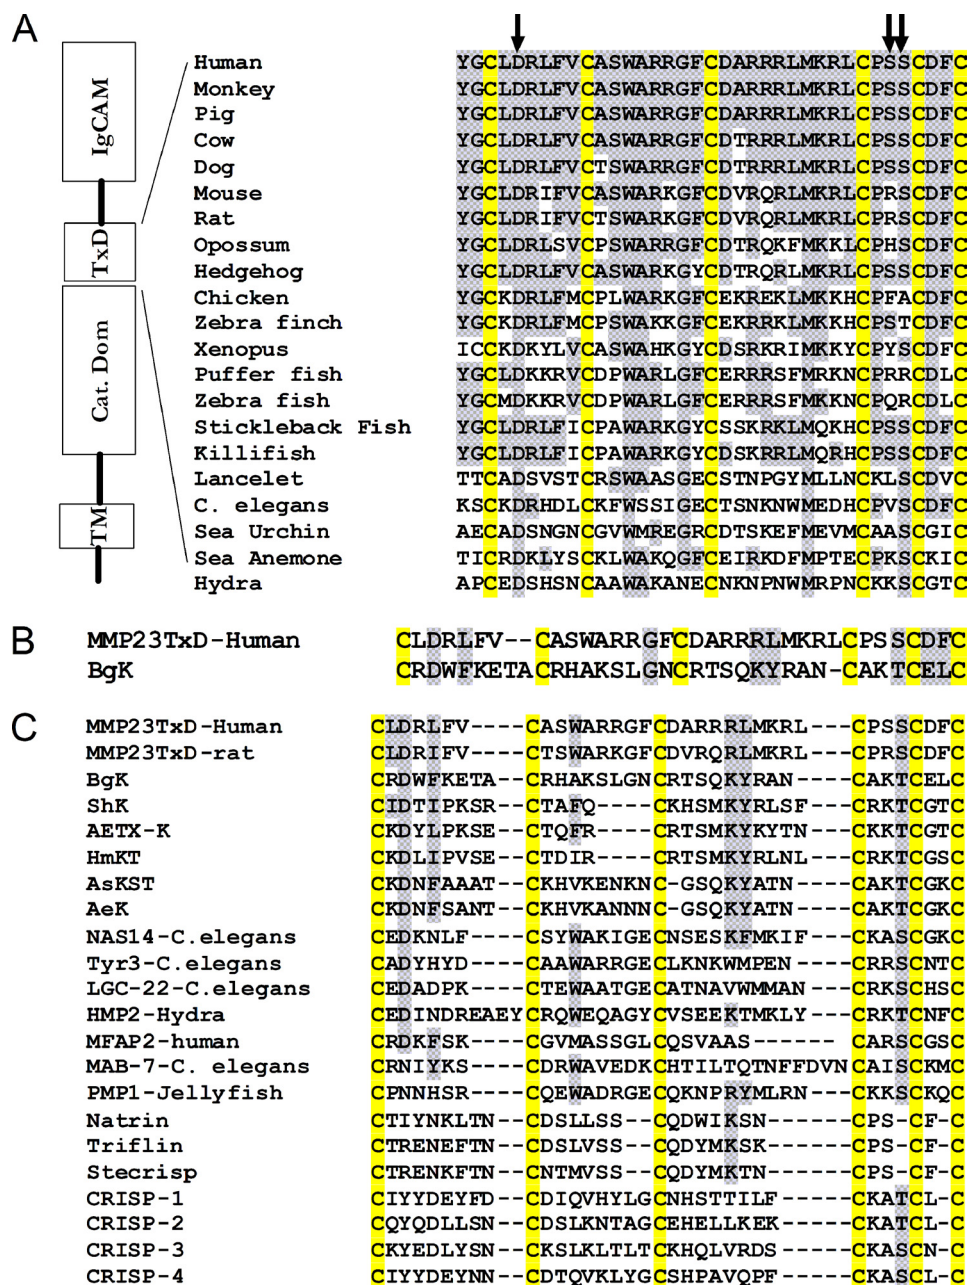 A
IgCAM
TxD
Cat. Dom
TM
Human YGCLDRLFVCASWARRGFCDARRRLMKRLCPSSCDFC
Monkey YGCLDRLFVCASWARRGFCDARRRLMKRLCPSSCDFC
Pig YGCLDRLFVCASWARRGFCDARRRLMKRLCPSSCDFC
Cow YGCLDRLFVCASWARRGFCDTRRRLMKRLCPSSCDFC
Dog YGCLDRLFVCTSWARRGFCDTRRRLMKRLCPSSCDFC
Mouse YGCLDRIFVCASWARKGFCDVRQRLMKRLCPRSCDFC
Rat YGCLDRIFVCTSWARKGFCDVRQRLMKRLCPRSCDFC
Opossum YGCLDRLSVCPSWARRGFCDTRQKFMKKLCPHSCDFC
Hedgehog YGCLDRLFVCASWARKGYCDTRQRLMKRLCPSSCDFC
Chicken YGCKDRLFMCPLWARKGFCEKREKLMKKHCPFACDFC
Zebra finch YGCKDRLFMCPSWAKKGFCEKRRKLMKKHCPSTCDFC
Xenopus ICCKDKYLVCASWAHKGYCDSRKRIMKKYCPYSCDFC
Puffer fish YGCLDKKRVCDPWARLGFCERRRSFMRKNCPRRCDLC
Zebra fish YGCMDKKRVCDPWARLGFCERRRSFMKKNCPQRCDLC
Stickleback Fish YGCLDRLFICPAWARKGYCSSKRKLMQKHCPSSCDFC
Killifish YGCLDRLFICPAWARKGYCDSKRRLMQRHCPSSCDFC
Lancelet TTCADSVSTCRSWAASGECSTNPGYMLLNCKLSCDVC
C. elegans KSCKDRHDLCKFWSSIGECTSNKNWMEDHCPVSCDFC
Sea Urchin AECADSNGNCGVWMREGRCDTSKEFMEVMCAASCGIC
Sea Anemone TICRDKLYSCKLWAKQGFCEIRKDFMPTECPKSCKIC
Hydra APCEDSHSNCAAWAKANECNKNPNWMRPNCKKSCGTC
B
MMP23TxD-Human CLDRLFV--CASWARRGFCDARRRLMKRLCPSSCDFC
BgK CRDWFKETACRHAKSLGNCRTSQKYRAN-CAKTCELC
C
MMP23TxD-Human CLDRLFV----CASWARRGFCDARRRLMKRL---CPSSCDFC
MMP23TxD-rat CLDRIFV----CTSWARKGFCDVRQRLMKRL---CPRSCDFC
BgK CRDWFKETA--CRHAKSLGNCRTSQKYRAN----CAKTCELC
ShK CIDTIPKSR--CTAFQ----CKHSMKYRLSF---CRKTCGTC
AETX-K CKDYLPKSE--CTQFR----CRTSMKYKYTN---CKKTCGTC
HmKT CKDLIPVSE--CTDIR----CRTSMKYRLNL---CRKTCGSC
AsKST CKDNFAAAT--CKHVKENKNC-GSQKYATN----CAKTCGKC
AeK CKDNFSANT--CKHVKANNNC-GSQKYATN----CAKTCGKC
NAS14-C.elegans CEDKNLF----CSYWAKIGECNSESKFMKIF---CKASCGKC
Tyr3-C.elegans CADYHYD----CAAWARRGECLKNKWMPEN----CRRSCNTC
LGC-22-C.elegans CEDADPK----CTEWAATGECATNAVWMMAN---CRKSCHSC
HMP2-Hydra CEDINDREAEYCRQWEQAGYCVSEEKTMKLY---CRKTCNFC
MFAP2-human CRDKFSK----CGVMASSGLCQSVAAS------ CARSCGSC
MAB-7-C. elegans CRNIYKS----CDRWAVEDKCHTILTQTNFFDVNCAISCKMC
PMP1-Jellyfish CPNNHSR----CQEWADRGECQKNPRYMLRN---CKKSCKQC
Natrin CTIYNKLTN--CDSLLSS--CQDWIKSN------CPS-CF-C
Triflin CTRENEFTN--CDSLVSS--CQDYMKSK------CPS-CF-C
Stecrisp CTRENKFTN--CNTMVSS--CQDYMKTN------CPS-CF-C
CRISP-1 CIYYDEYFD--CDIQVHYLGCNHSTTILF-----CKATCL-C
CRISP-2 CQYQDLLSN--CDSLKNTAGCEHELLKEK-----CKATCL-C
CRISP-3 CKYEDLYSN--CKSLKLTLTCKHQLVRDS-----CKASCN-C
CRISP-4 CIYYDEYNN--CDTQVKLYGCSHPAVQPF-----CKATCL-C